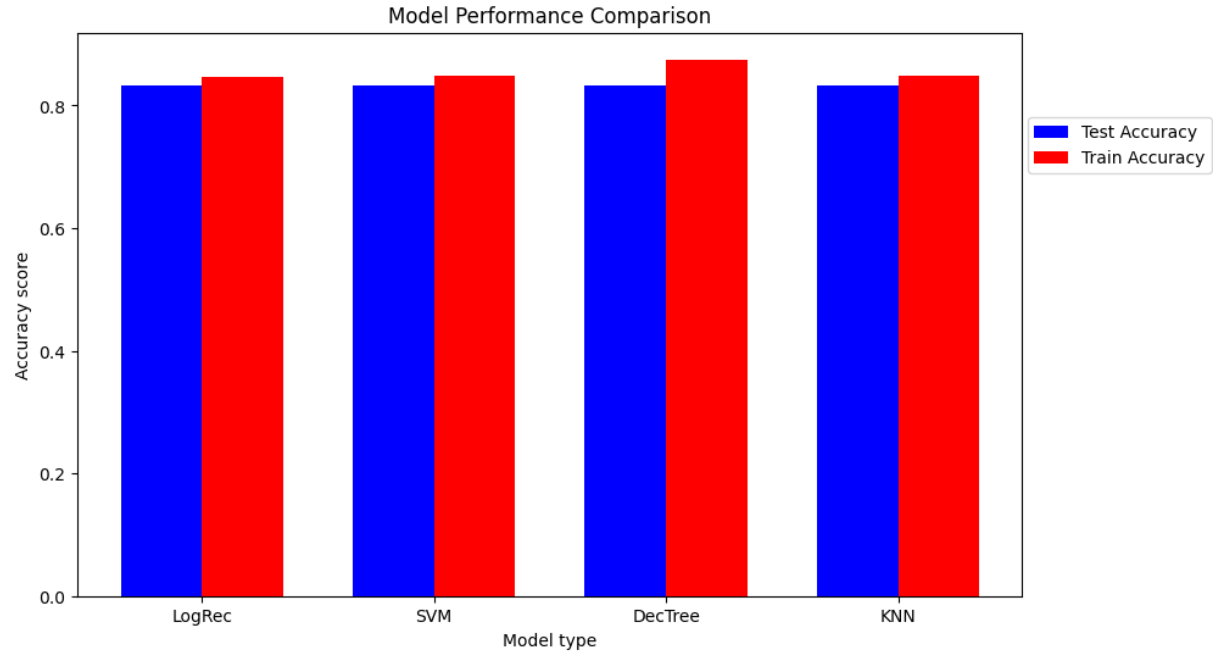 Model Performance Comparison
Accuracy score
0.8
0.6
0.4
0.2
0.0
LogRec SVM DecTree KNN
Model type
Test Accuracy
Train Accuracy